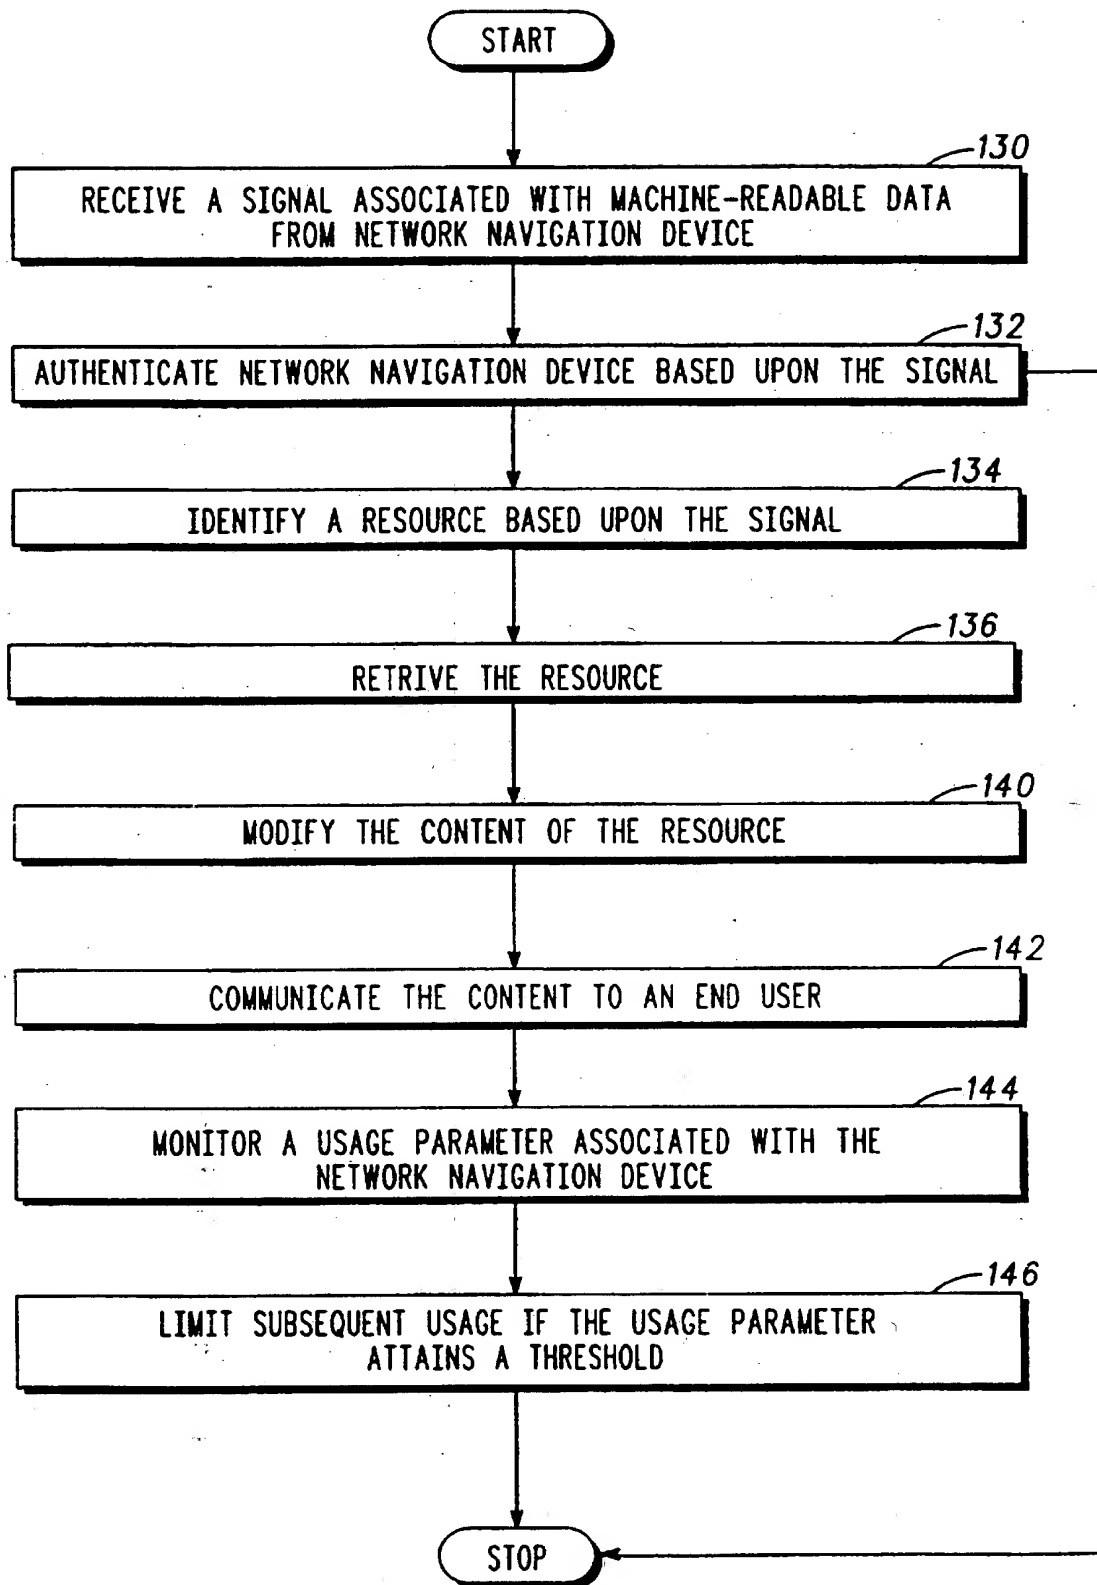 START
130
RECEIVE A SIGNAL ASSOCIATED WITH MACHINE-READABLE DATA
FROM NETWORK NAVIGATION DEVICE
132
AUTHENTICATE NETWORK NAVIGATION DEVICE BASED UPON THE SIGNAL
134
IDENTIFY A RESOURCE BASED UPON THE SIGNAL
136
RETRIVE THE RESOURCE
140
MODIFY THE CONTENT OF THE RESOURCE
142
COMMUNICATE THE CONTENT TO AN END USER
144
MONITOR A USAGE PARAMETER ASSOCIATED WITH THE
NETWORK NAVIGATION DEVICE
146
LIMIT SUBSEQUENT USAGE IF THE USAGE PARAMETER
ATTAINS A THRESHOLD
STOP